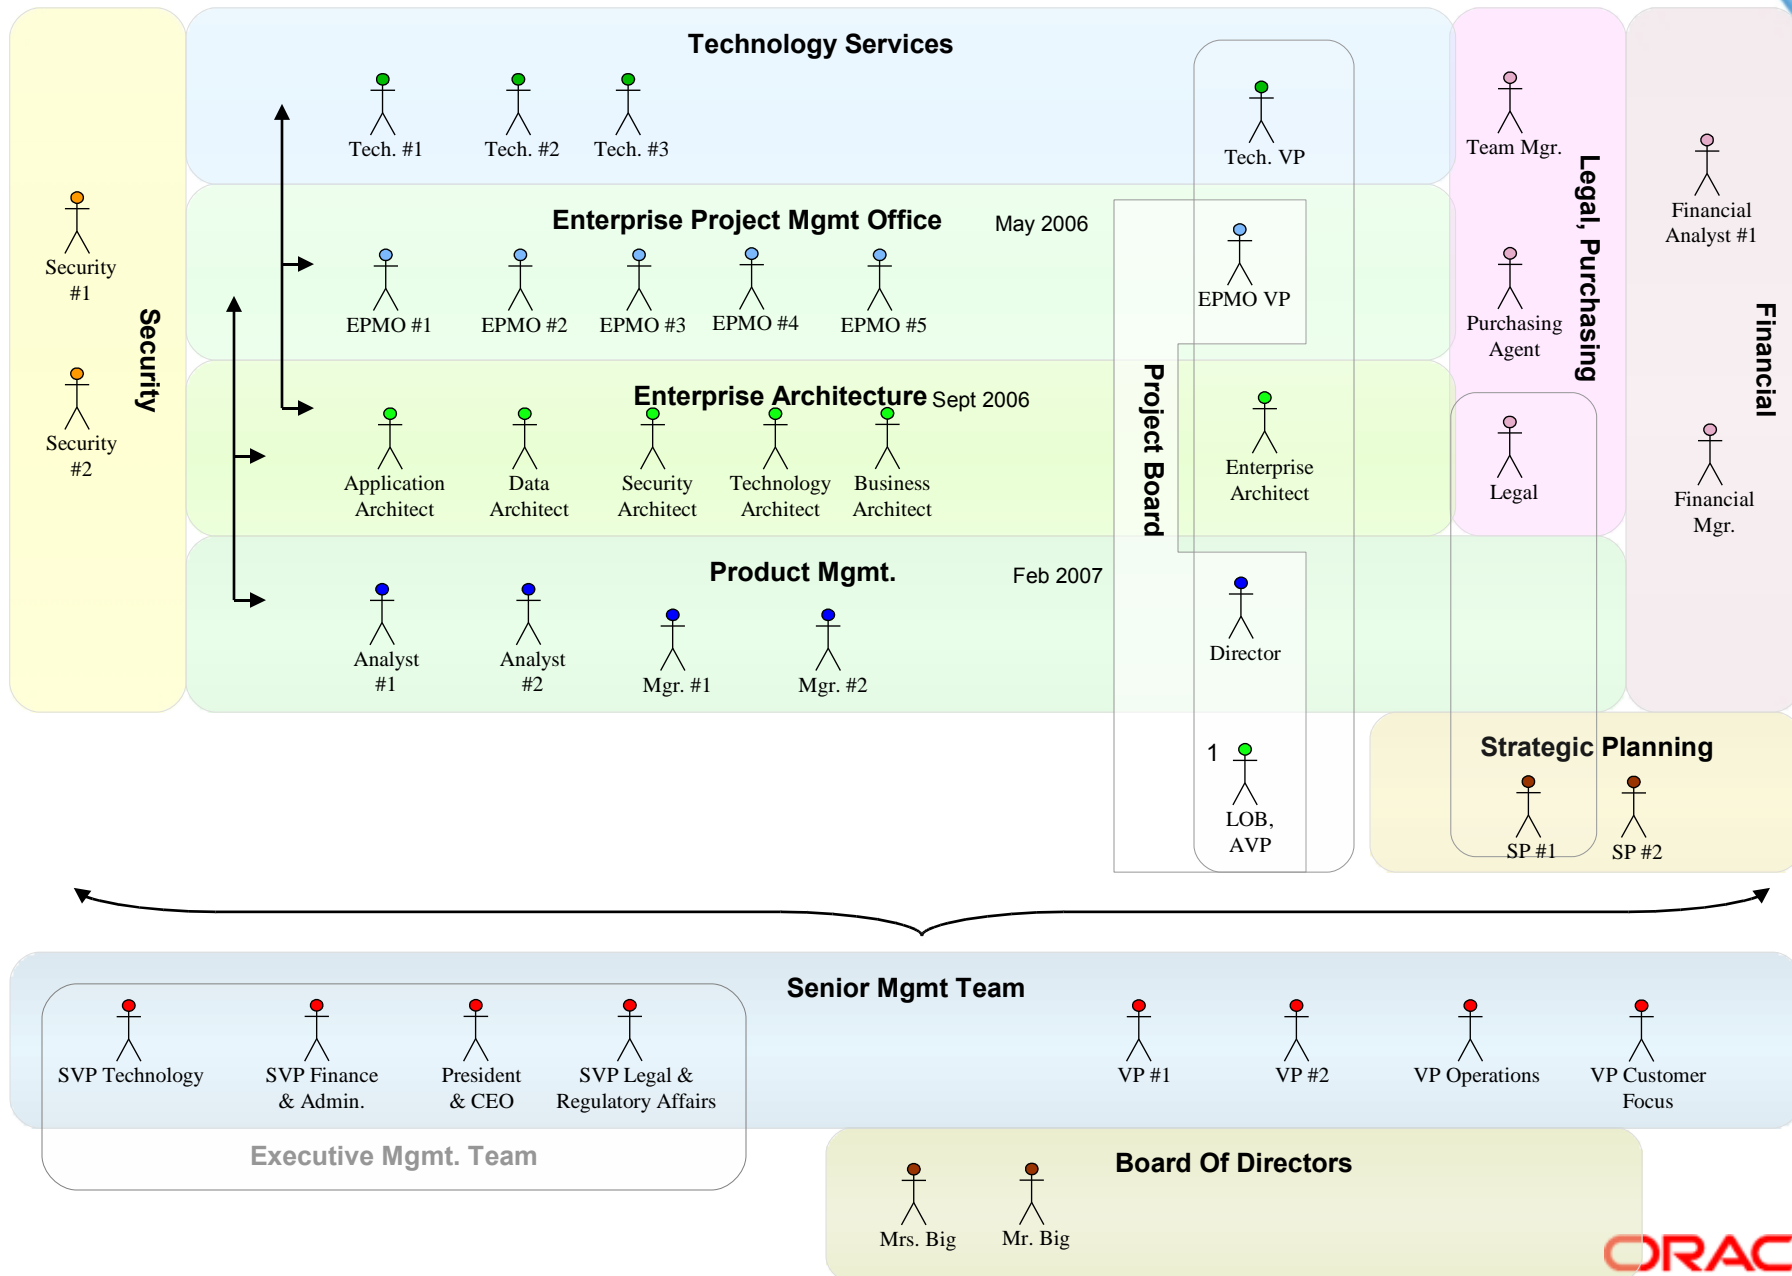 Technology Services
Tech. #1
Tech. #2
Tech. #3
Tech. VP
Team Mgr.
Legal, Purchasing
Financial
Analyst #1
Financial
Security
#1
Security
Security
#2
Enterprise Project Mgmt Office
May 2006
EPMO #1
EPMO #2
EPMO #3
EPMO #4
EPMO #5
EPMO VP
Purchasing
Agent
Project Board
Enterprise Architecture
Sept 2006
Application
Architect
Data
Architect
Security
Architect
Technology
Architect
Business
Architect
Enterprise
Architect
Legal
Financial
Mgr.
Product Mgmt.
Feb 2007
Analyst
#1
Analyst
#2
Mgr. #1
Mgr. #2
Director
1
LOB,
AVP
Strategic Planning
SP #1
SP #2
Senior Mgmt Team
SVP Technology
SVP Finance
& Admin.
President
& CEO
SVP Legal &
Regulatory Affairs
VP #1
VP #2
VP Operations
VP Customer
Focus
Executive Mgmt. Team
Board Of Directors
Mrs. Big
Mr. Big
ORAC